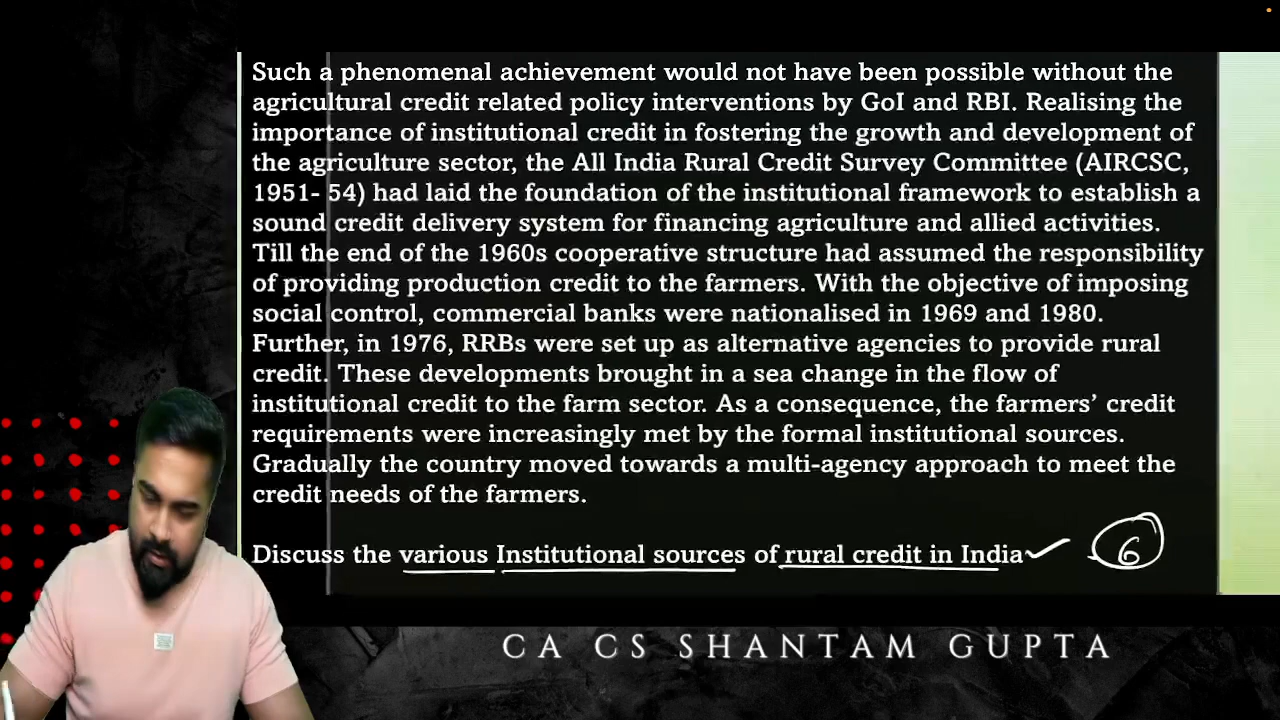 Such a phenomenal achievement would not have been possible without the
agricultural credit related policy interventions by GoI and RBI. Realising the
importance of institutional credit in fostering the growth and development of
the agriculture sector, the All India Rural Credit Survey Committee (AIRCSC,
1951- 54) had laid the foundation of the institutional framework to establish a
sound credit delivery system for financing agriculture and allied activities.
Till the end of the 1960s cooperative structure had assumed the responsibility
of providing production credit to the farmers. With the objective of imposing
social control, commercial banks were nationalised in 1969 and 1980.
Further, in 1976, RRBs were set up as alternative agencies to provide rural
credit. These developments brought in a sea change in the flow of
institutional credit to the farm sector. As a consequence, the farmers’ credit
requirements were increasingly met by the formal institutional sources.
Gradually the country moved towards a multi-agency approach to meet the
credit needs of the farmers.
Discuss the various Institutional sources of rural credit in India 6
CA CS SHANTAM GUPTA